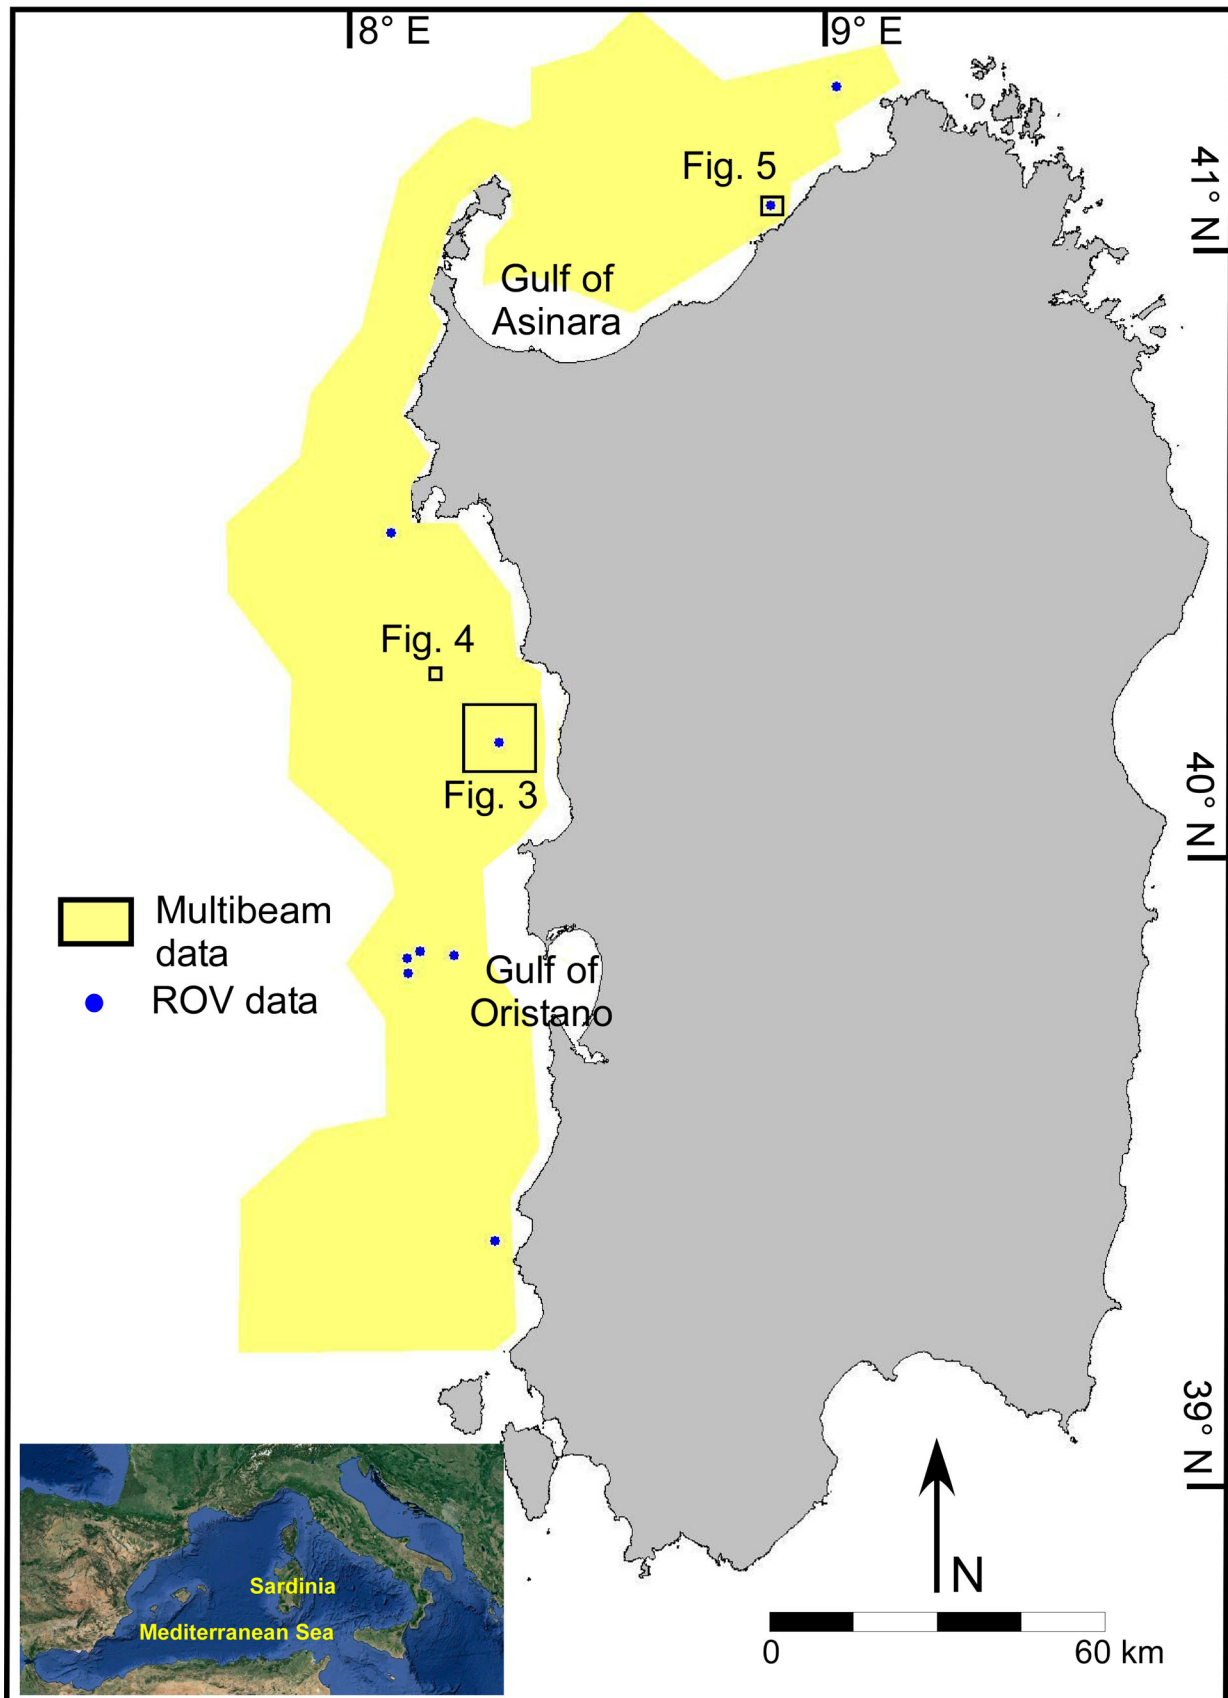 8° E
9° E
41° N
Fig. 5
Gulf of
Asinara
Fig. 4
Fig. 3
40° N
Multibeam
data
ROV data
Gulf of
Oristano
39° N
Sardinia
Mediterranean Sea
N
0
60 km